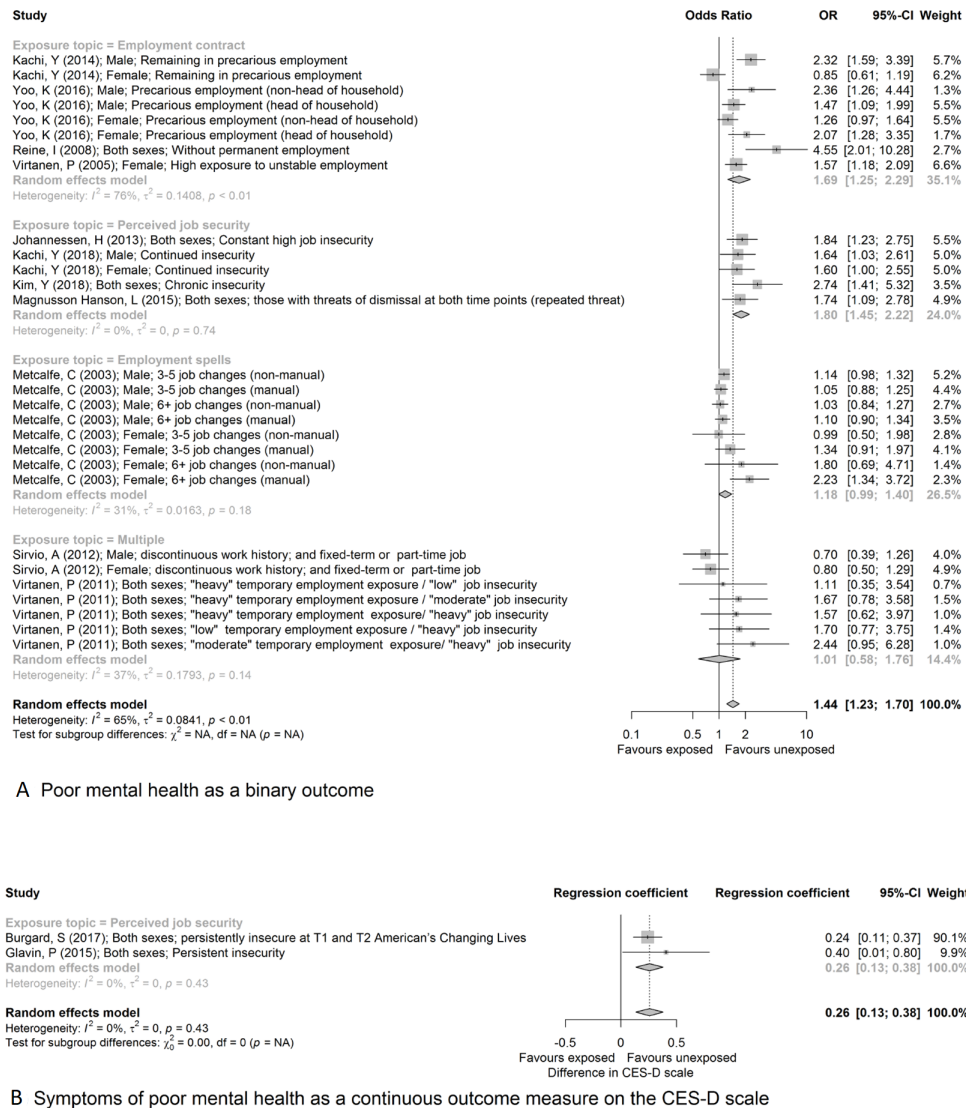 Study Odds Ratio OR 95%-CI Weight
Exposure topic = Employment contract
Kachi, Y (2014); Male; Remaining in precarious employment 2.32 [1.59; 3.39] 5.7%
Kachi, Y (2014); Female; Remaining in precarious employment 0.85 [0.61; 1.19] 6.2%
Yoo, K (2016); Male; Precarious employment (non-head of household) 2.36 [1.26; 4.44] 1.3%
Yoo, K (2016); Male; Precarious employment (head of household) 1.47 [1.09; 1.99] 5.5%
Yoo, K (2016); Female; Precarious employment (non-head of household) 1.26 [0.97; 1.64] 5.5%
Yoo, K (2016); Female; Precarious employment (head of household) 2.07 [1.28; 3.35] 1.7%
Reine, I (2008); Both sexes; Without permanent employment 4.55 [2.01; 10.28] 2.7%
Virtanen, P (2005); Female; High exposure to unstable employment 1.57 [1.18; 2.09] 6.6%
Random effects model 1.69 [1.25; 2.29] 35.1%
Heterogeneity: I² = 76%, τ² = 0.1408, p < 0.01
Exposure topic = Perceived job security
Johannessen, H (2013); Both sexes; Constant high job insecurity 1.84 [1.23; 2.75] 5.5%
Kachi, Y (2018); Male; Continued insecurity 1.64 [1.03; 2.61] 5.0%
Kachi, Y (2018); Female; Continued insecurity 1.60 [1.00; 2.55] 5.0%
Kim, Y (2018); Both sexes; Chronic insecurity 2.74 [1.41; 5.32] 3.5%
Magnusson Hanson, L (2015); Both sexes; those with threats of dismissal at both time points (repeated threat) 1.74 [1.09; 2.78] 4.9%
Random effects model 1.80 [1.45; 2.22] 24.0%
Heterogeneity: I² = 0%, τ² = 0, p = 0.74
Exposure topic = Employment spells
Metcalfe, C (2003); Male; 3-5 job changes (non-manual) 1.14 [0.98; 1.32] 5.2%
Metcalfe, C (2003); Male; 3-5 job changes (manual) 1.05 [0.88; 1.25] 4.4%
Metcalfe, C (2003); Male; 6+ job changes (non-manual) 1.03 [0.84; 1.27] 2.7%
Metcalfe, C (2003); Male; 6+ job changes (manual) 1.10 [0.90; 1.34] 3.5%
Metcalfe, C (2003); Female; 3-5 job changes (non-manual) 0.99 [0.50; 1.98] 2.8%
Metcalfe, C (2003); Female; 3-5 job changes (manual) 1.34 [0.91; 1.97] 4.1%
Metcalfe, C (2003); Female; 6+ job changes (non-manual) 1.80 [0.69; 4.71] 1.4%
Metcalfe, C (2003); Female; 6+ job changes (manual) 2.23 [1.34; 3.72] 2.3%
Random effects model 1.18 [0.99; 1.40] 26.5%
Heterogeneity: I² = 31%, τ² = 0.0163, p = 0.18
Exposure topic = Multiple
Sirvio, A (2012); Male; discontinuous work history; and fixed-term or part-time job 0.70 [0.39; 1.26] 4.0%
Sirvio, A (2012); Female; discontinuous work history; and fixed-term or part-time job 0.80 [0.50; 1.29] 4.9%
Virtanen, P (2011); Both sexes; "heavy" temporary employment exposure / "low" job insecurity 1.11 [0.35; 3.54] 0.7%
Virtanen, P (2011); Both sexes; "heavy" temporary employment exposure / "moderate" job insecurity 1.67 [0.78; 3.58] 1.8%
Virtanen, P (2011); Both sexes; "heavy" temporary employment exposure/ "heavy" job insecurity 1.57 [0.62; 3.97] 1.0%
Virtanen, P (2011); Both sexes; "low" temporary employment exposure / "heavy" job insecurity 1.70 [0.77; 3.75] 1.0%
Virtanen, P (2011); Both sexes; "moderate" temporary employment exposure/ "heavy" job insecurity 2.44 [0.95; 6.28] 1.0%
Random effects model 1.01 [0.58; 1.76] 14.4%
Heterogeneity: I² = 37%, τ² = 0.1793, p = 0.14
Random effects model 1.44 [1.23; 1.70] 100.0%
Heterogeneity: I² = 65%, τ² = 0.0841, p < 0.01
Test for subgroup differences: χ² = NA, df = NA (p = NA)
0.1 0.5 1 2 10
Favours exposed Favours unexposed
A Poor mental health as a binary outcome
Study Regression coefficient Regression coefficient 95%-CI Weight
Exposure topic = Perceived job security
Burgard, S (2017); Both sexes; persistently insecure at T1 and T2 American's Changing Lives 0.24 [0.11; 0.37] 90.1%
Glavin, P (2015); Both sexes; Persistent insecurity 0.40 [0.01; 0.80] 9.9%
Random effects model 0.26 [0.13; 0.38] 100.0%
Heterogeneity: I² = 0%, τ² = 0, p = 0.43
Random effects model 0.26 [0.13; 0.38] 100.0%
Heterogeneity: I² = 0%, τ² = 0, p = 0.43
Test for subgroup differences: χ²₀ = 0.00, df = 0 (p = NA)
-0.5 0 0.5
Favours exposed Favours unexposed
Difference in CES-D scale
B Symptoms of poor mental health as a continuous outcome measure on the CES-D scale